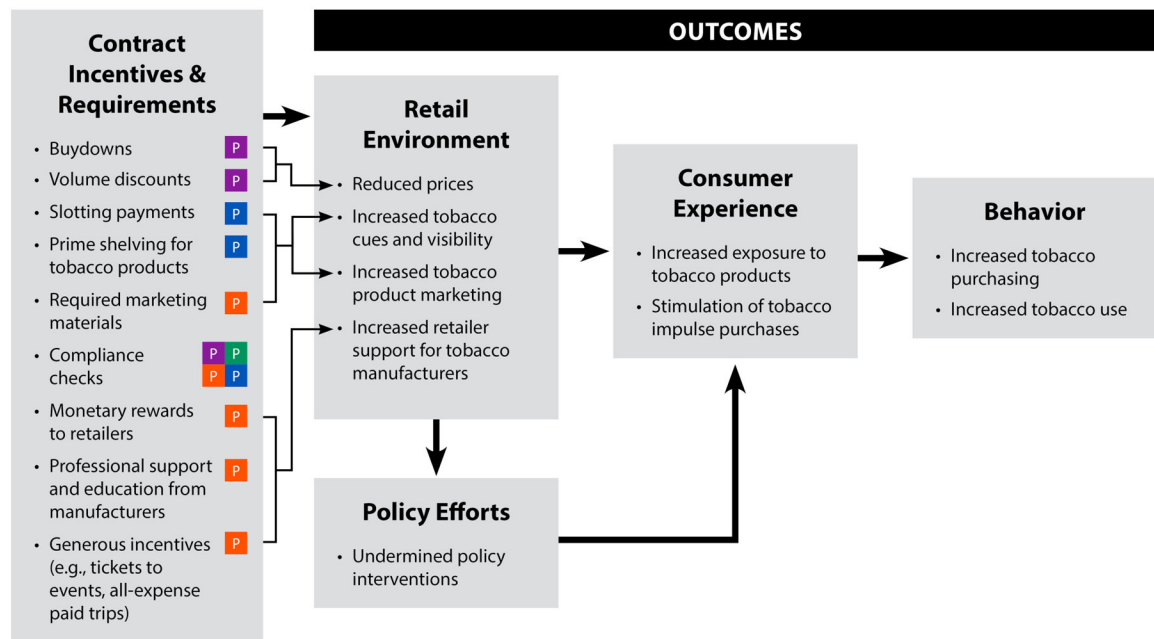 Contract
Incentives &
Requirements
• Buydowns P
• Volume discounts P
• Slotting payments P
• Prime shelving for P
tobacco products
• Required marketing P
materials
• Compliance P P
checks P P
• Monetary rewards P
to retailers
• Professional support P
and education from
manufacturers
• Generous incentives P
(e.g., tickets to
events, all-expense
paid trips)
OUTCOMES
Retail
Environment
• Reduced prices
• Increased tobacco
cues and visibility
• Increased tobacco
product marketing
• Increased retailer
support for tobacco
manufacturers
Policy Efforts
• Undermined policy
interventions
Consumer
Experience
• Increased exposure to
tobacco products
• Stimulation of tobacco
impulse purchases
Behavior
• Increased tobacco
purchasing
• Increased tobacco use